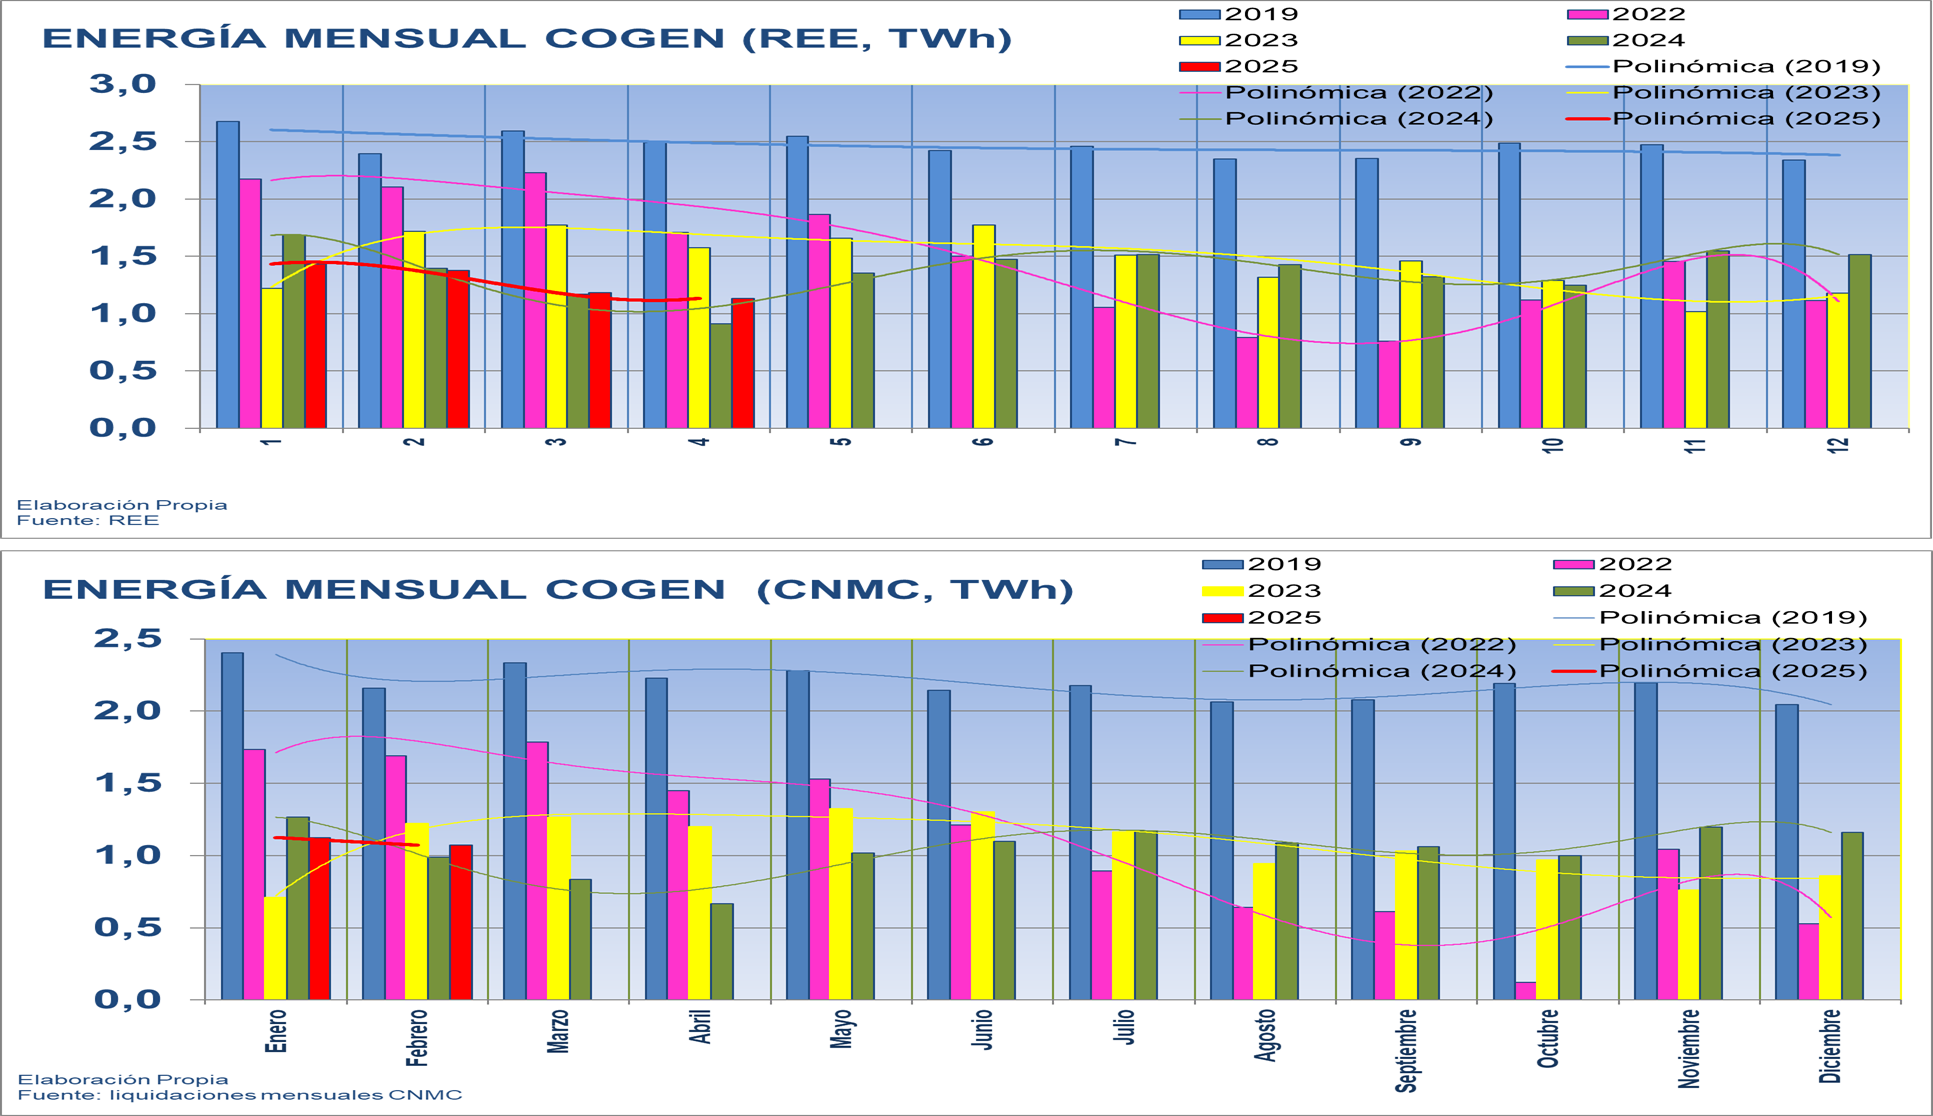 ENERGÍA MENSUAL COGEN (REE, TWh)
2019
2022
2023
2024
2025
Polinómica (2019)
Polinómica (2022)
Polinómica (2023)
Polinómica (2024)
Polinómica (2025)
3,0
2,5
2,0
1,5
1,0
0,5
0,0
1
2
3
4
5
6
7
8
9
10
11
12
Elaboración Propia
Fuente: REE
ENERGÍA MENSUAL COGEN (CNMC, TWh)
2019
2022
2023
2024
2025
Polinómica (2019)
Polinómica (2022)
Polinómica (2023)
Polinómica (2024)
Polinómica (2025)
2,5
2,0
1,5
1,0
0,5
0,0
Enero
Febrero
Marzo
Abril
Mayo
Junio
Julio
Agosto
Septiembre
Octubre
Noviembre
Diciembre
Elaboración Propia
Fuente: liquidaciones mensuales CNMC